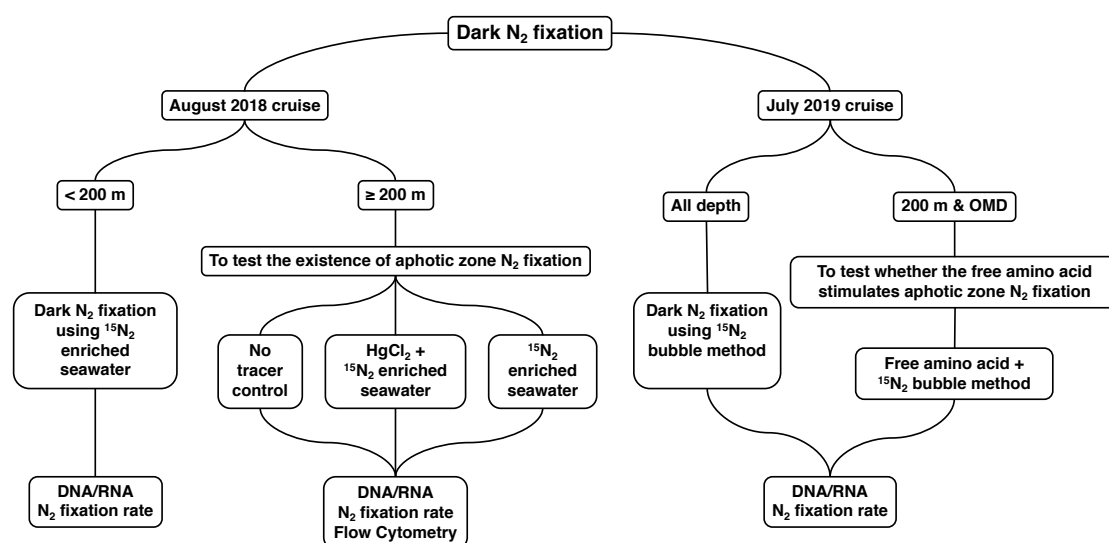 Dark N₂ fixation
August 2018 cruise
July 2019 cruise
< 200 m
≥ 200 m
All depth
200 m & OMD
To test the existence of aphotic zone N₂ fixation
To test whether the free amino acid
stimulates aphotic zone N₂ fixation
Dark N₂ fixation
using ¹⁵N₂
enriched
seawater
No
tracer
control
HgCl₂ +
¹⁵N₂ enriched
seawater
¹⁵N₂
enriched
seawater
Dark N₂ fixation
using ¹⁵N₂
bubble method
Free amino acid +
¹⁵N₂ bubble method
DNA/RNA
N₂ fixation rate
DNA/RNA
N₂ fixation rate
Flow Cytometry
DNA/RNA
N₂ fixation rate